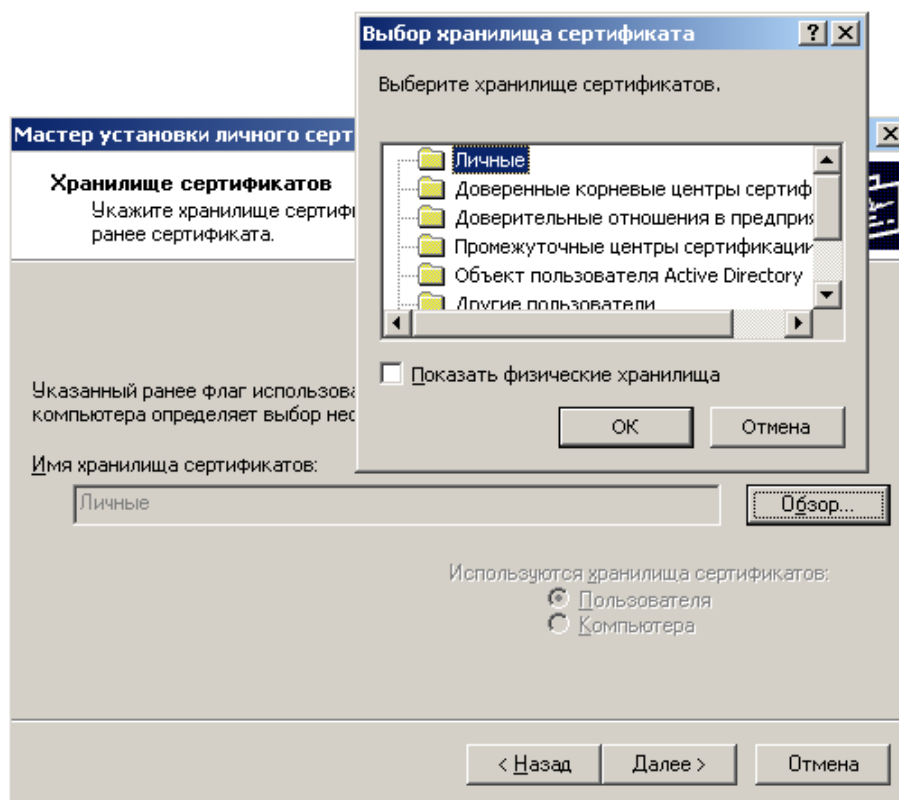 Выбор хранилища сертификата
Выберите хранилище сертификатов.
Личные
Доверенные корневые центры сертиф
Доверительные отношения в предпри
Промежуточные центры сертификации
Объект пользователя Active Directory
Другие пользователи
Показать физические хранилища
ОК
Отмена
Мастер установки личного серт
Хранилище сертификатов
Укажите хранилище сертифи
ранее сертификата.
Указанный ранее флаг использова
компьютера определяет выбор нео
Имя хранилища сертификатов:
Личные
Обзор...
Используются хранилища сертификатов:
Пользователя
Компьютера
< Назад
Далее >
Отмена